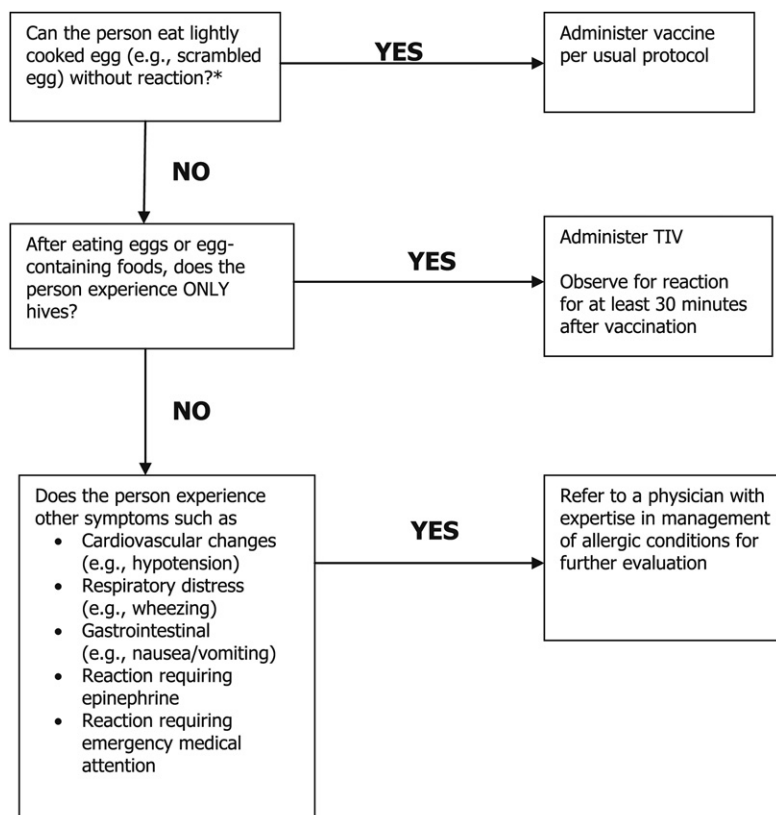 Can the person eat lightly
cooked egg (e.g., scrambled
egg) without reaction?*
YES
Administer vaccine
per usual protocol
NO
After eating eggs or egg-
containing foods, does the
person experience ONLY
hives?
YES
Administer TIV
Observe for reaction
for at least 30 minutes
after vaccination
NO
Does the person experience
other symptoms such as
• Cardiovascular changes
(e.g., hypotension)
• Respiratory distress
(e.g., wheezing)
• Gastrointestinal
(e.g., nausea/vomiting)
• Reaction requiring
epinephrine
• Reaction requiring
emergency medical
attention
YES
Refer to a physician with
expertise in management
of allergic conditions for
further evaluation